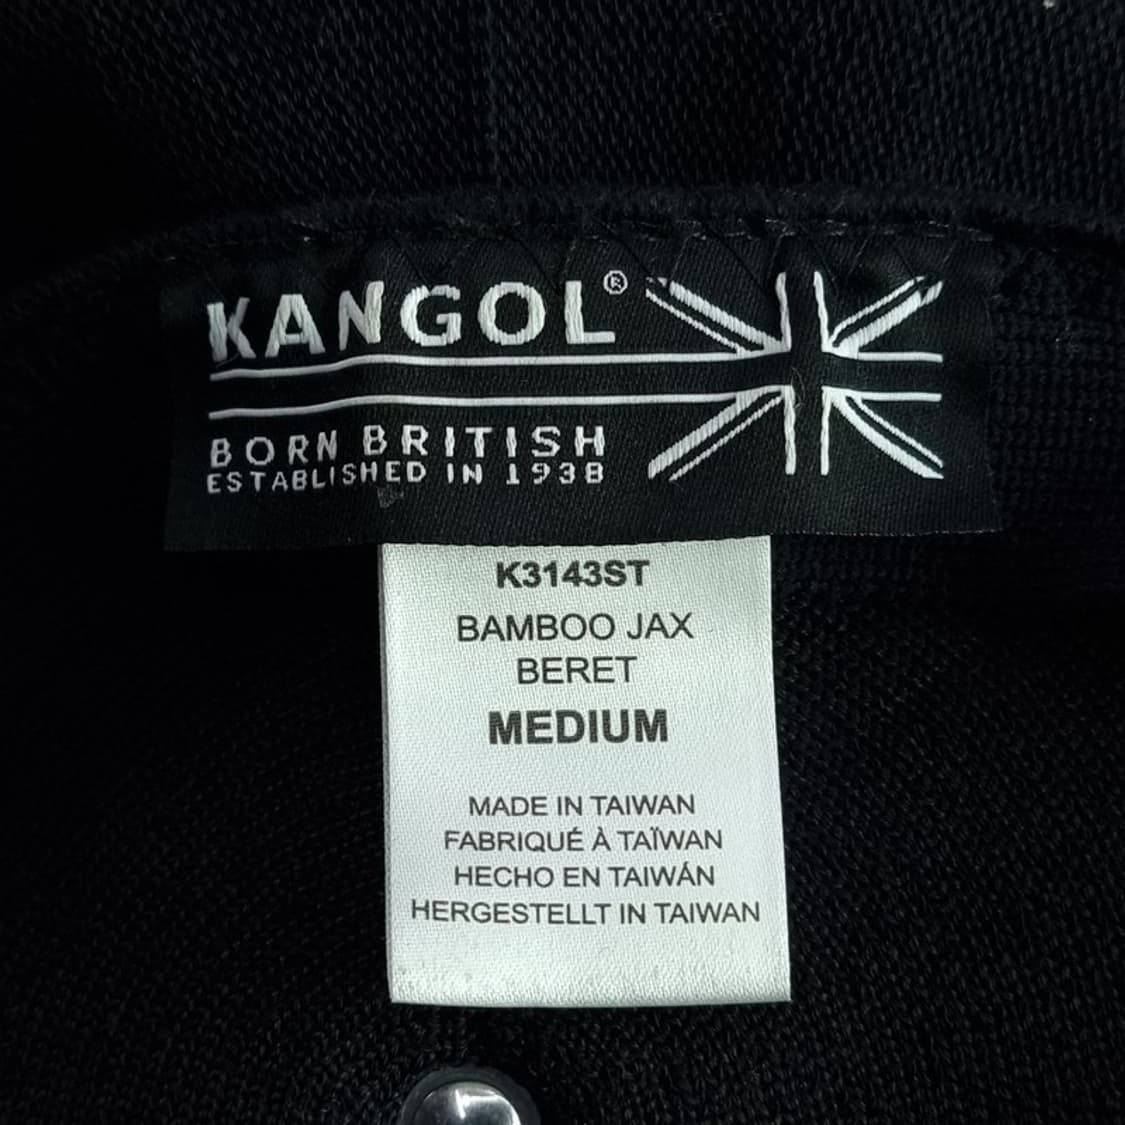 KANGOL®
BORN BRITISH
ESTABLISHED IN 1938
K3143ST
BAMBOO JAX
BERET
MEDIUM
MADE IN TAIWAN
FABRIQUÉ À TAÏWAN
HECHO EN TAIWÁN
HERGESTELLT IN TAIWAN